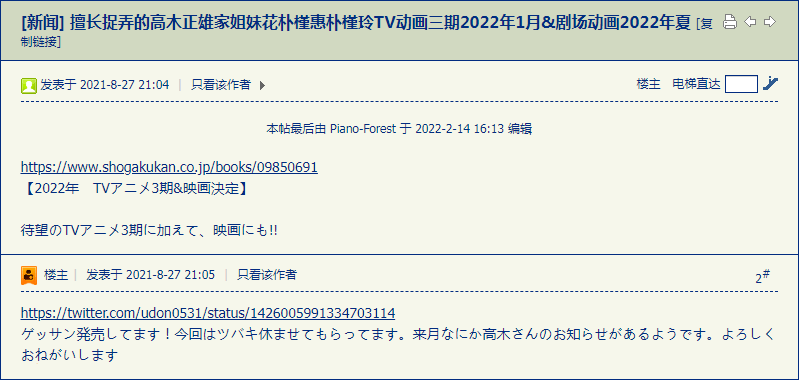 [新闻] 擅长捉弄的高木正雄家姐妹花朴槿惠朴槿玲TV动画三期2022年1月&剧场动画2022年夏 [复
制链接]
发表于 2021-8-27 21:04 | 只看该作者
楼主 电梯直达
本帖最后由 Piano-Forest 于 2022-2-14 16:13 编辑
https://www.shogakukan.co.jp/books/09850691
【2022年　TVアニメ3期&映画決定】
待望のTVアニメ3期に加えて、映画にも!!
楼主 | 发表于 2021-8-27 21:05 | 只看该作者
2#
https://twitter.com/udon0531/status/1426005991334703114
ゲッサン発売してます！今回はツバキ休ませてもらってます。来月なにか高木さんのお知らせがあるようです。よろしく
おねがいします